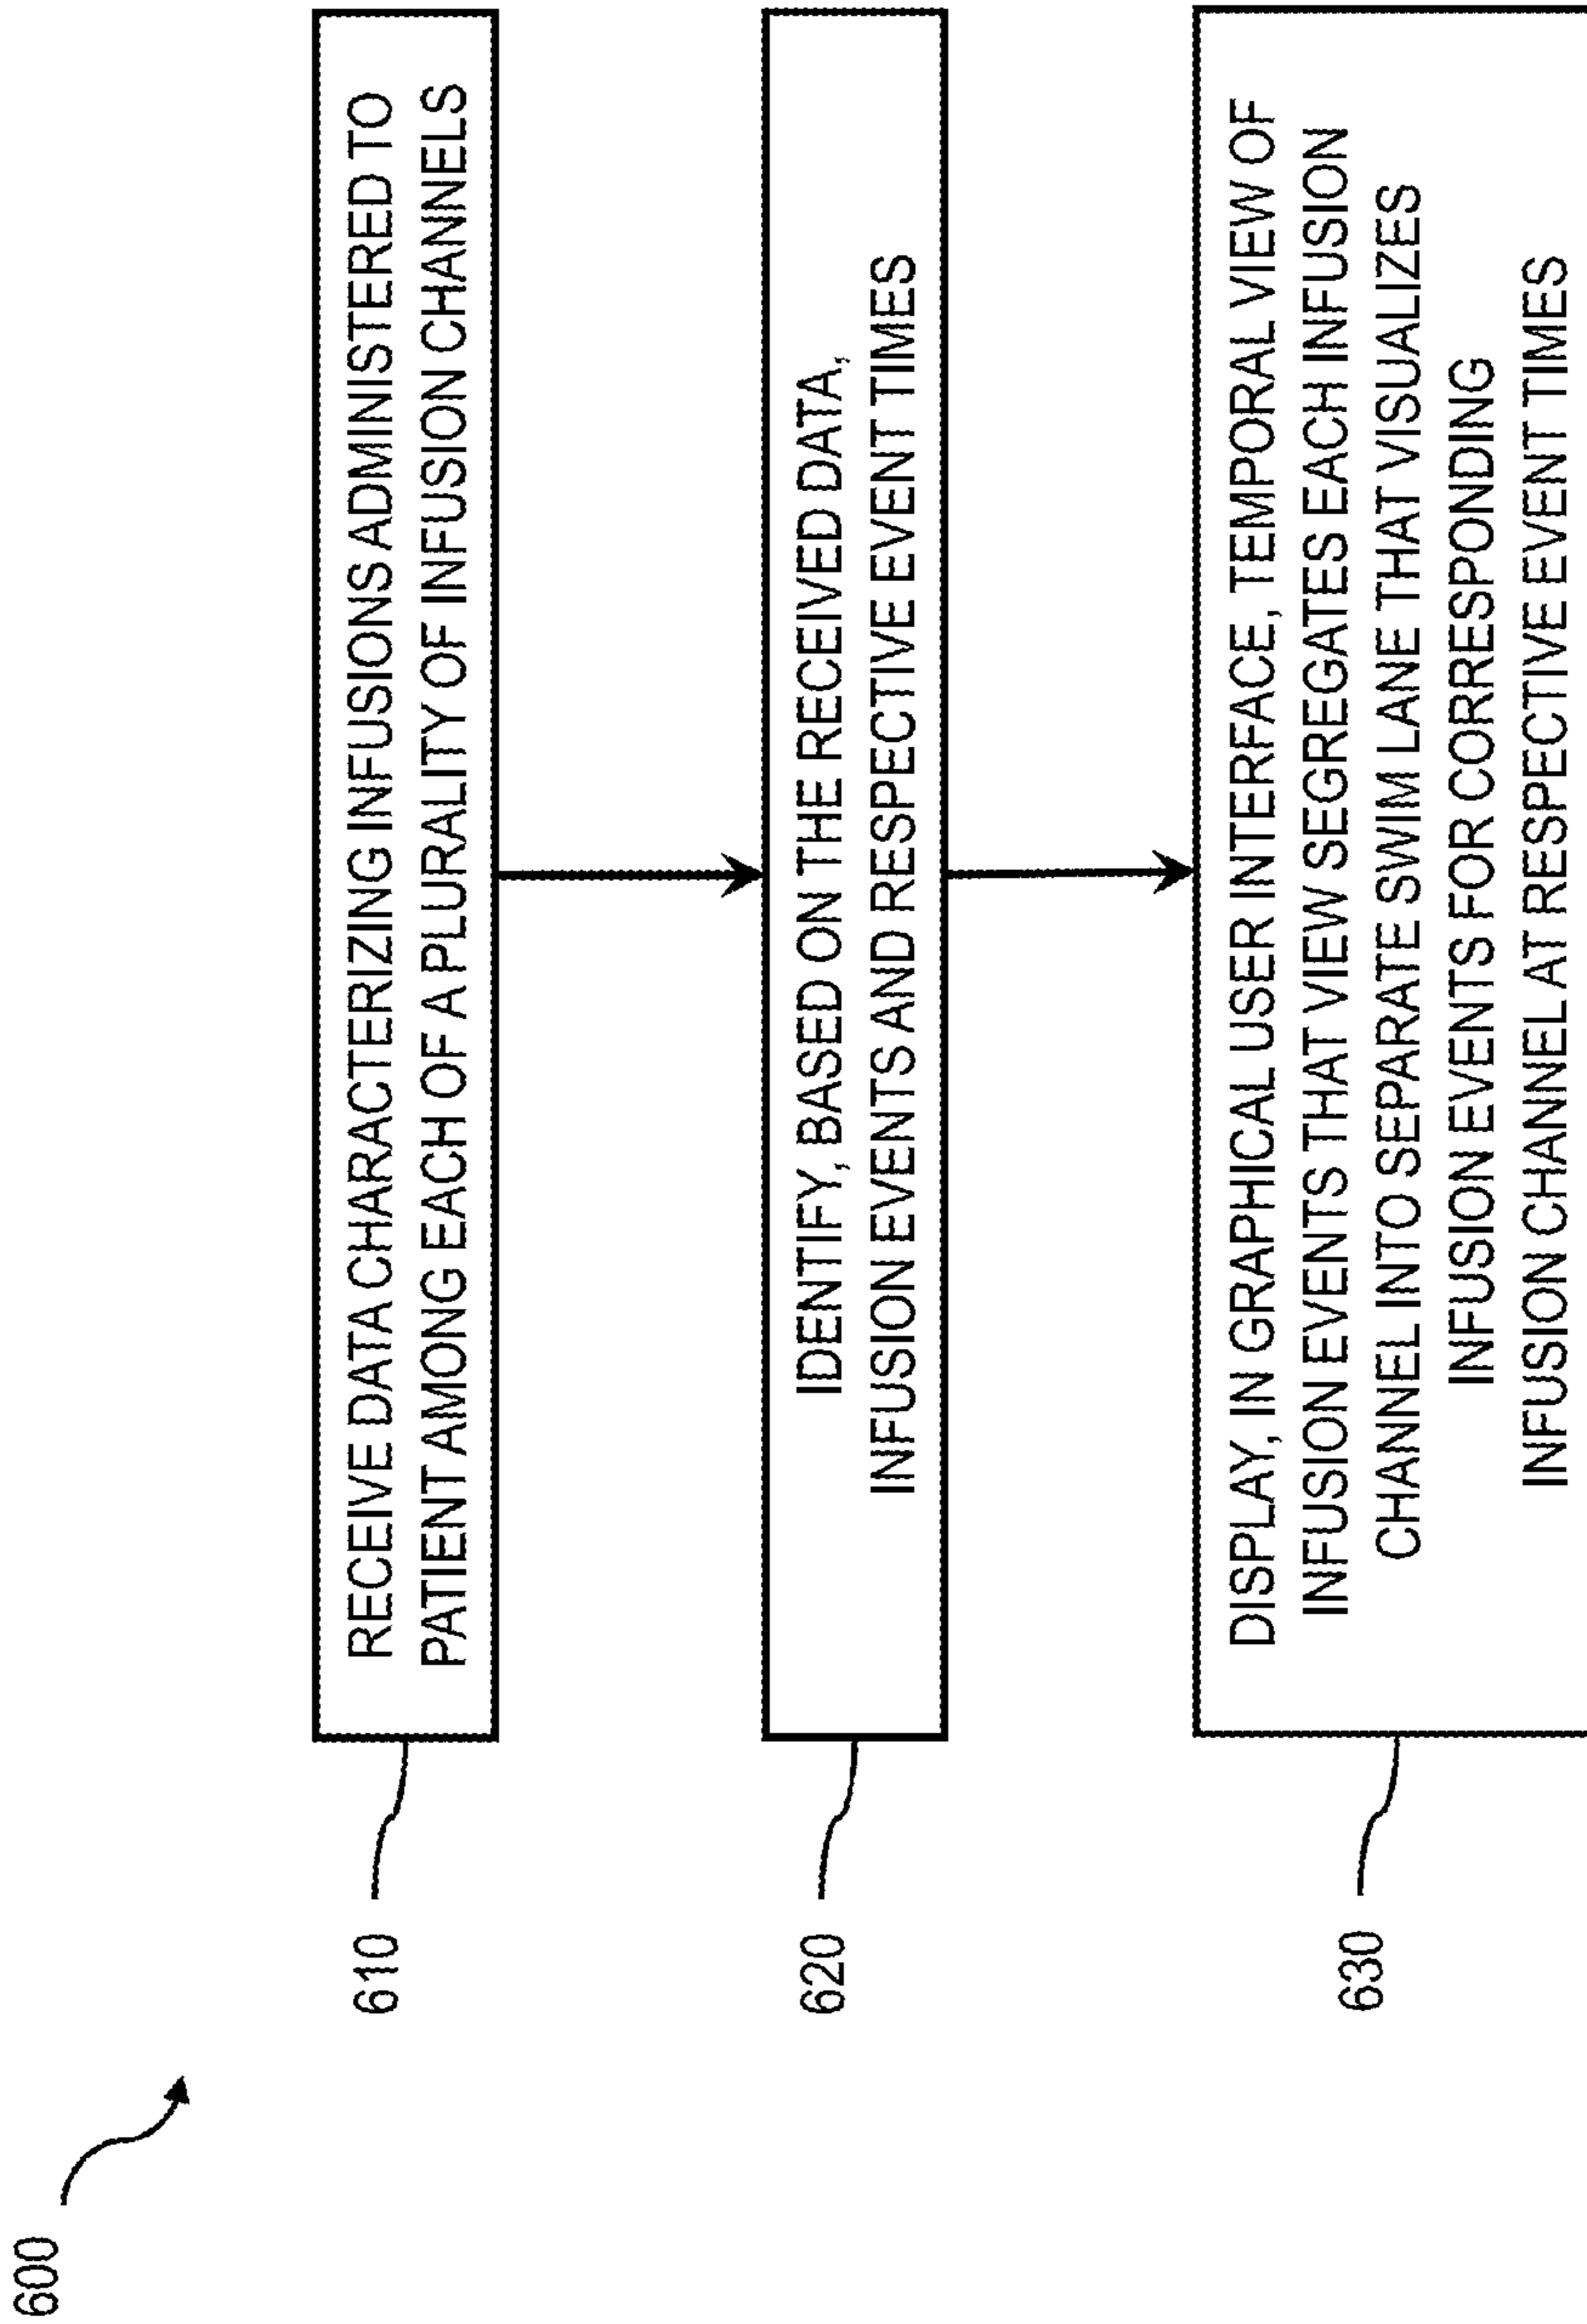 600
610
RECEIVE DATA CHARACTERIZING INFUSIONS ADMINISTERED TO
PATIENT AMONG EACH OF A PLURALITY OF INFUSION CHANNELS
620
IDENTIFY, BASED ON THE RECEIVED DATA,
INFUSION EVENTS AND RESPECTIVE EVENT TIMES
630
DISPLAY, IN GRAPHICAL USER INTERFACE, TEMPORAL VIEW OF
INFUSION EVENTS THAT VIEW SEGREGATES EACH INFUSION
CHANNEL INTO SEPARATE SWIM LANE THAT VISUALIZES
INFUSION EVENTS FOR CORRESPONDING
INFUSION CHANNEL AT RESPECTIVE EVENT TIMES